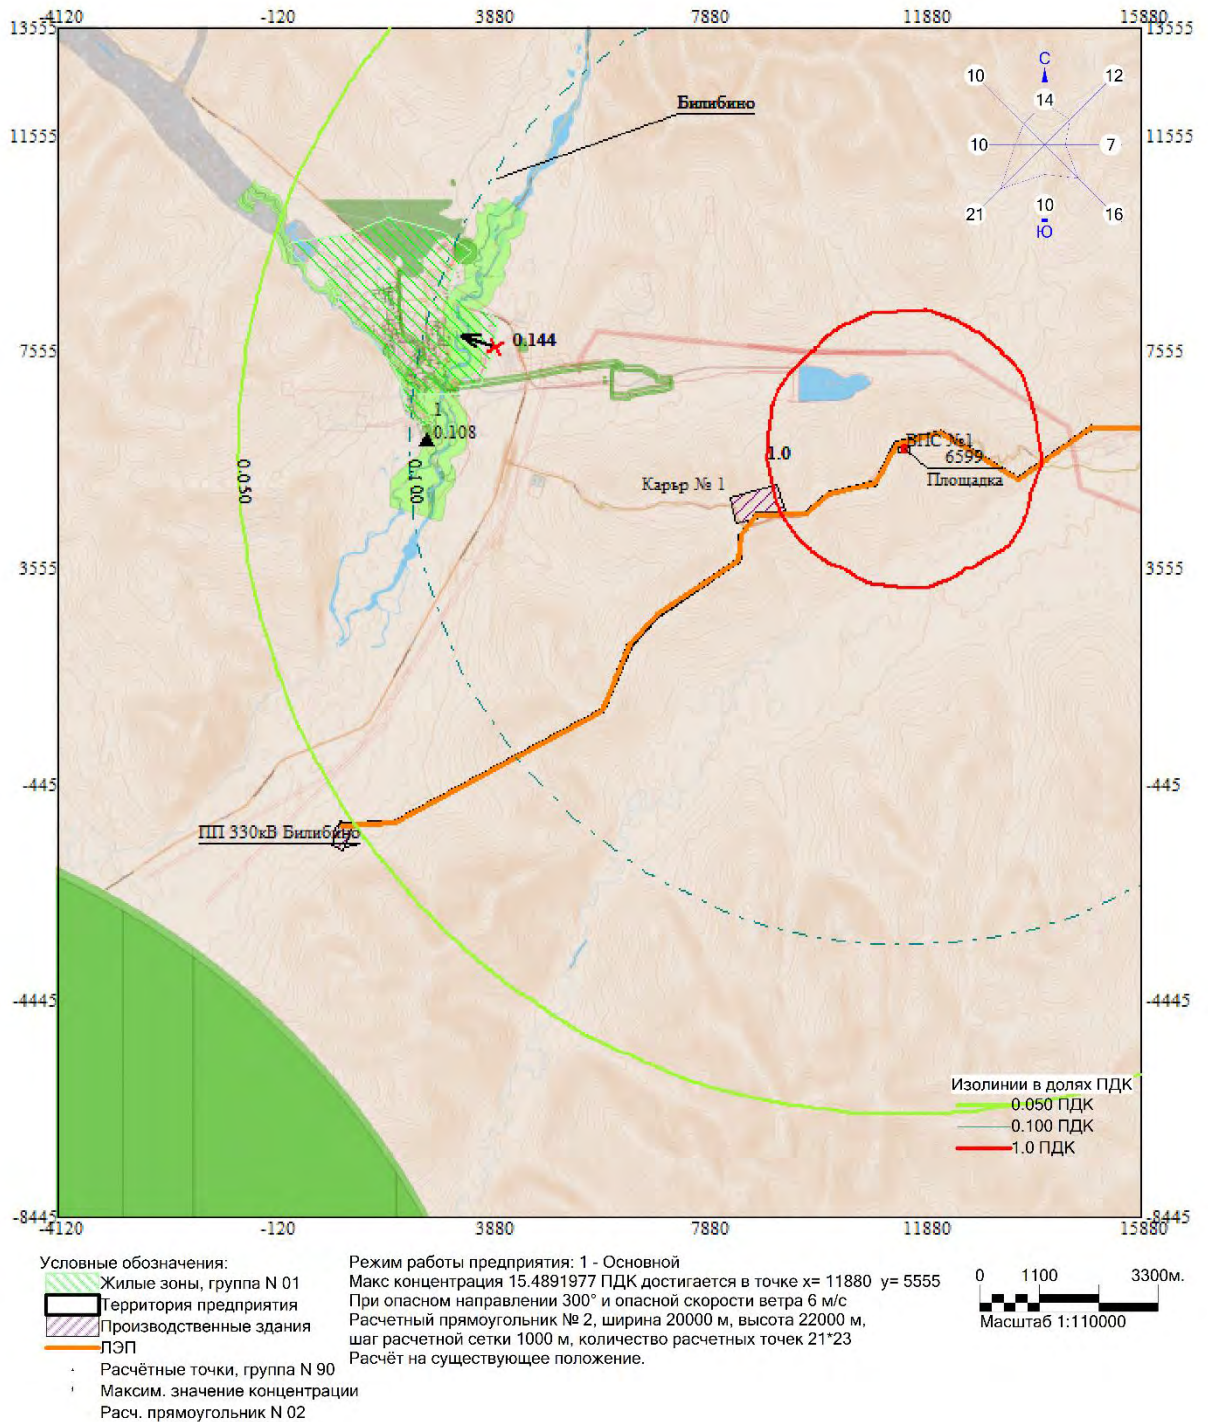 -4120 -120 3880 7880 11880 15880
13555 13555
С
10 12
14
Билибино
11555 11555
10 7
21 10 16
Ю
7555 0.144 7555
1
0.108
1.0
ВПС №1
6599
0.050 0.100
Карьр № 1 Площадка
3555 3555
-445 -445
ПП 330кВ Билибино
-4445 -4445
Изолинии в долях ПДК
0.050 ПДК
0.100 ПДК
1.0 ПДК
-8445 -8445
-4120 -120 3880 7880 11880 15880
Условные обозначения:
Жилые зоны, группа N 01
Территория предприятия
Производственные здания
ЛЭП
Расчётные точки, группа N 90
Максим. значение концентрации
Расч. прямоугольник N 02
Режим работы предприятия: 1 - Основной
Макс концентрация 15.4891977 ПДК достигается в точке x= 11880 y= 5555
При опасном направлении 300° и опасной скорости ветра 6 м/с
Расчетный прямоугольник № 2, ширина 20000 м, высота 22000 м,
шаг расчетной сетки 1000 м, количество расчетных точек 21*23
Расчёт на существующее положение.
0 1100 3300м.
Масштаб 1:110000